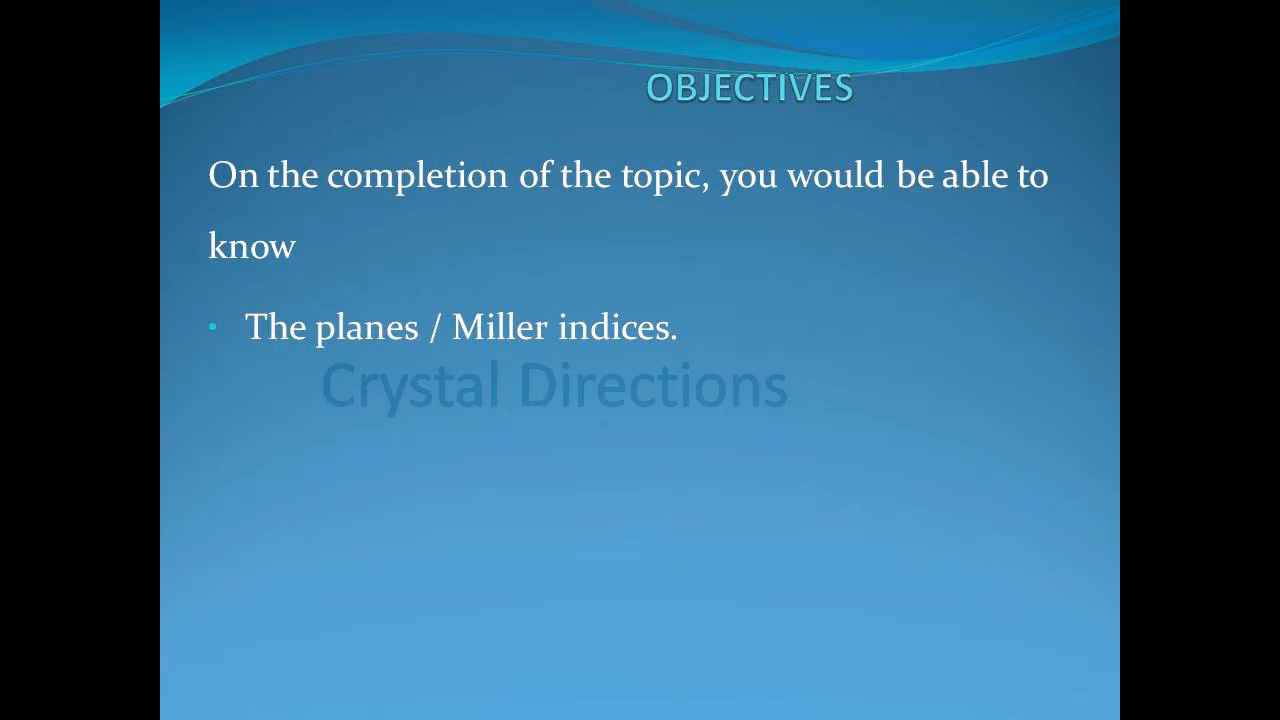 OBJECTIVES
On the completion of the topic, you would be able to
know
• The planes / Miller indices.
Crystal Directions